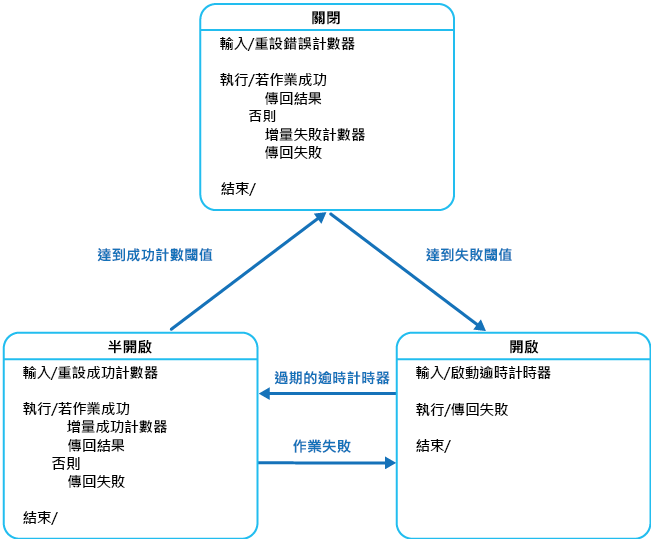 關閉
輸入/重設錯誤計數器
執行/若作業成功
傳回結果
否則
增量失敗計數器
傳回失敗
結束/
達到成功計數閾值
達到失敗閾值
半開啟
輸入/重設成功計數器
執行/若作業成功
增量成功計數器
傳回結果
否則
傳回失敗
結束/
過期的逾時計時器
作業失敗
開啟
輸入/啟動逾時計時器
執行/傳回失敗
結束/